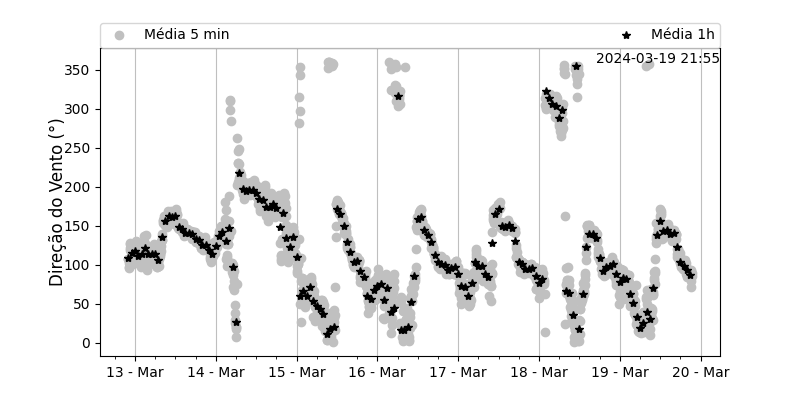 Média 5 min
Média 1h
2024-03-19 21:55
Direção do Vento (°)
350
300
250
200
150
100
50
0
13 - Mar
14 - Mar
15 - Mar
16 - Mar
17 - Mar
18 - Mar
19 - Mar
20 - Mar